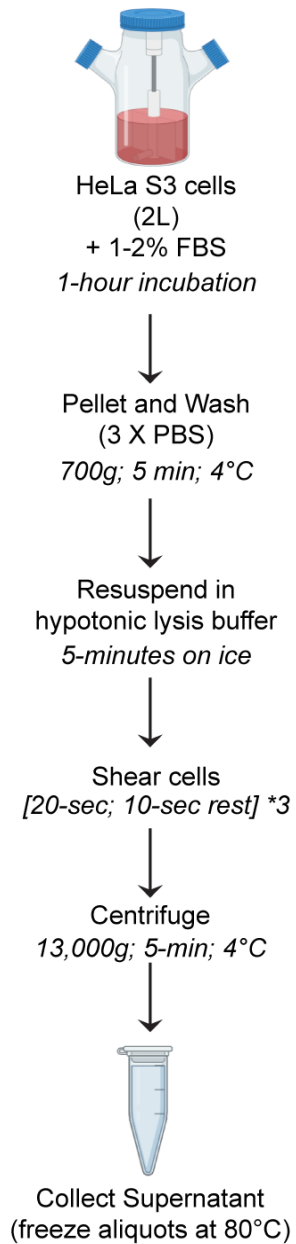 HeLa S3 cells
(2L)
+ 1-2% FBS
1-hour incubation
Pellet and Wash
(3 X PBS)
700g; 5 min; 4°C
Resuspend in
hypotonic lysis buffer
5-minutes on ice
Shear cells
[20-sec; 10-sec rest] *3
Centrifuge
13,000g; 5-min; 4°C
Collect Supernatant
(freeze aliquots at 80°C)